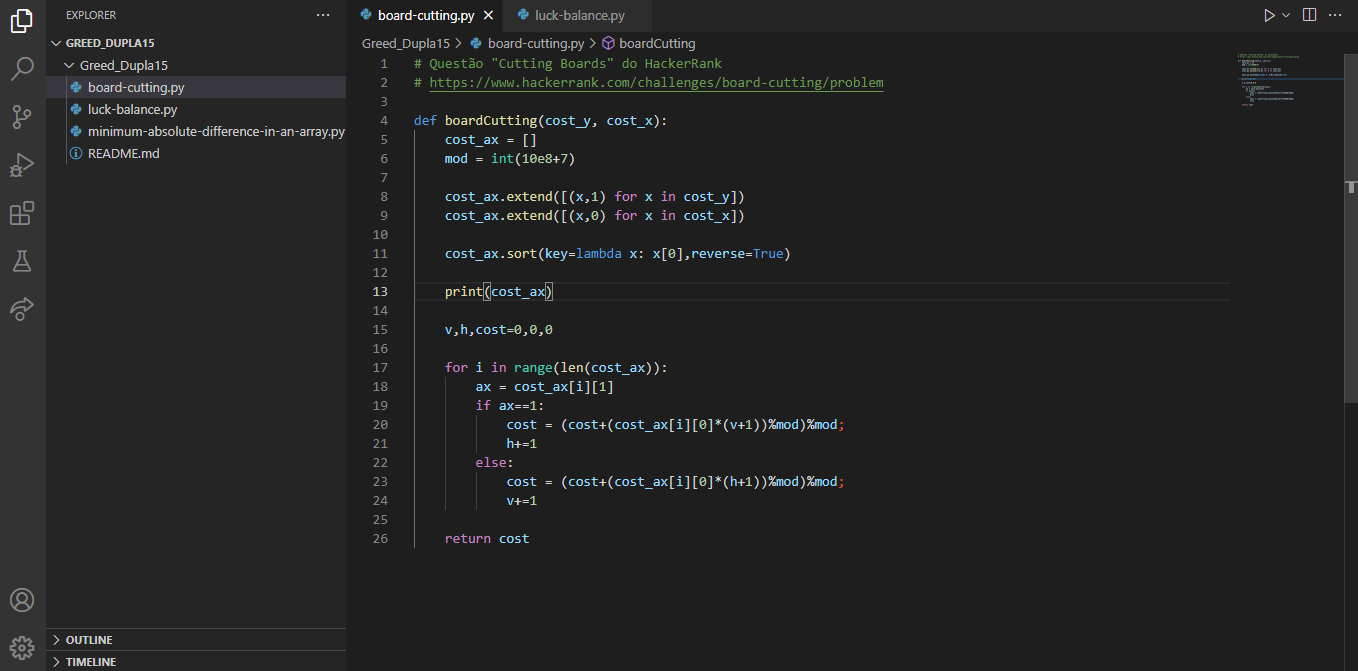 EXPLORER
GREED_DUPLA15
Greed_Dupla15
board-cutting.py
luck-balance.py
minimum-absolute-difference-in-an-array.py
README.md
OUTLINE
TIMELINE
board-cutting.py luck-balance.py
Greed_Dupla15 > board-cutting.py > boardCutting
1 # Questão "Cutting Boards" do HackerRank
2 # https://www.hackerrank.com/challenges/board-cutting/problem
3
4 def boardCutting(cost_y, cost_x):
5     cost_ax = []
6     mod = int(10e8+7)
7
8     cost_ax.extend([(x,1) for x in cost_y])
9     cost_ax.extend([(x,0) for x in cost_x])
10
11     cost_ax.sort(key=lambda x: x[0],reverse=True)
12
13     print(cost_ax)
14
15     v,h,cost=0,0,0
16
17     for i in range(len(cost_ax)):
18         ax = cost_ax[i][1]
19         if ax==1:
20             cost = (cost+(cost_ax[i][0]*(v+1))%mod)%mod;
21             h+=1
22         else:
23             cost = (cost+(cost_ax[i][0]*(h+1))%mod)%mod;
24             v+=1
25
26     return cost